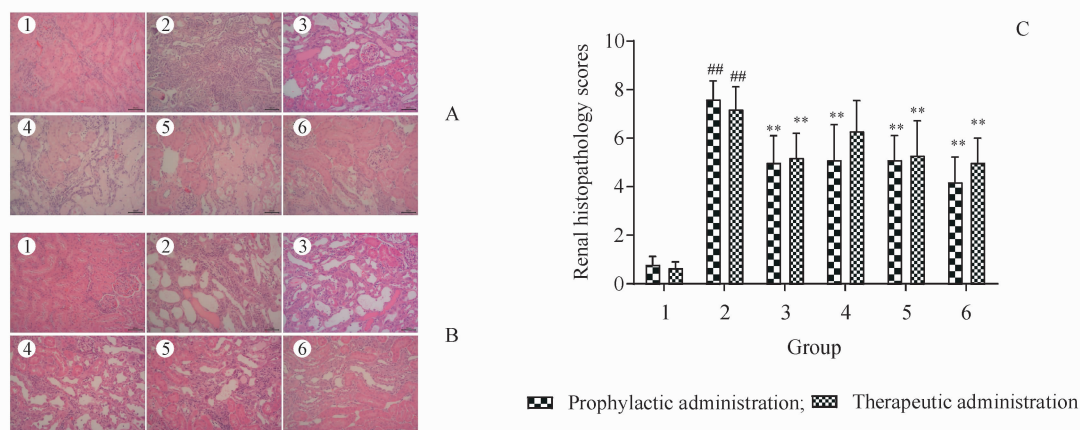 1 2 3
4 5 6
A
1 2 3
4 5 6
B
C
Renal histopathology scores
10
8
6
4
2
0
## ##
** **
**
** **
** **
1 2 3 4 5 6
Group
Prophylactic administration; Therapeutic administration